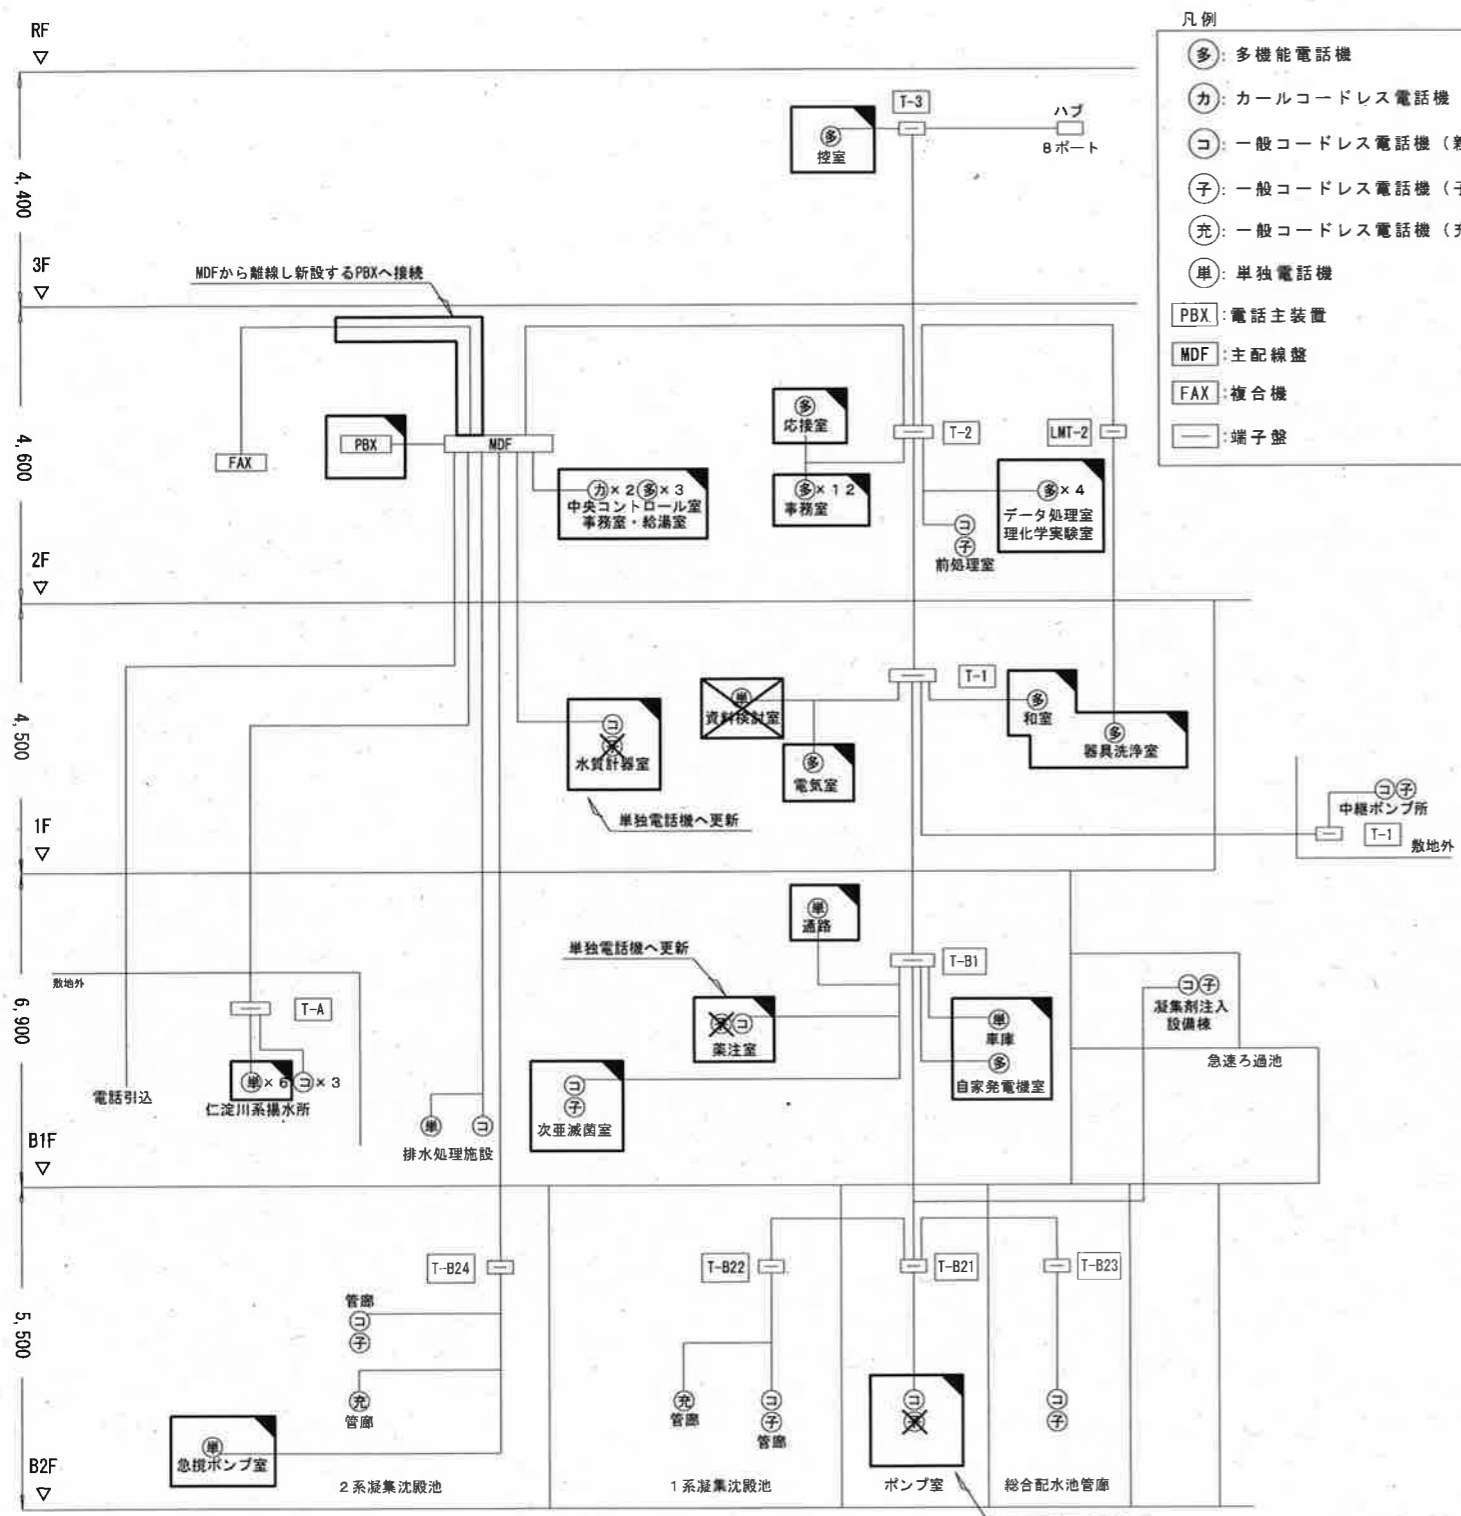 凡例
多: 多機能電話機
カ: カールコードレス電話機
コ: 一般コードレス電話機（
子: 一般コードレス電話機（
充: 一般コードレス電話機（
単: 単独電話機
PBX:電話主装置
MDF:主配線盤
FAX:複合機
:端子盤
RF
4,400
T-3
多
控室
ハブ
8ポート
3F
MDFから離線し新設するPBXへ接続
4,600
FAX
PBX
MDF
カ×2多×3
中央コントロール室
事務室・給湯室
多
応接室
多×12
事務室
T-2
LMT-2
多×4
データ処理室
理化学実験室
コ
子
前処理室
2F
4,500
コ
水質計器室
単独電話機へ更新
単
資料検討室
多
電気室
T-1
多
和室
多
器具洗浄室
コ子
中継ポンプ所
T-1
敷地外
1F
6,900
敷地外
T-A
単×6
コ×3
仁淀川系揚水所
電話引込
単
コ
排水処理施設
単
通路
単独電話機へ更新
コ
薬注室
コ
子
次亜滅菌室
T-B1
単
車庫
多
自家発電機室
コ子
凝集剤注入
設備棟
急速ろ過池
B1F
5,500
T-B24
管廊
コ
子
充
管廊
単
急撹ポンプ室
2系凝集沈殿池
T-B22
充
管廊
コ
子
管廊
1系凝集沈殿池
T-B21
コ
ポンプ室
T-B23
コ
子
総合配水池管廊
B2F